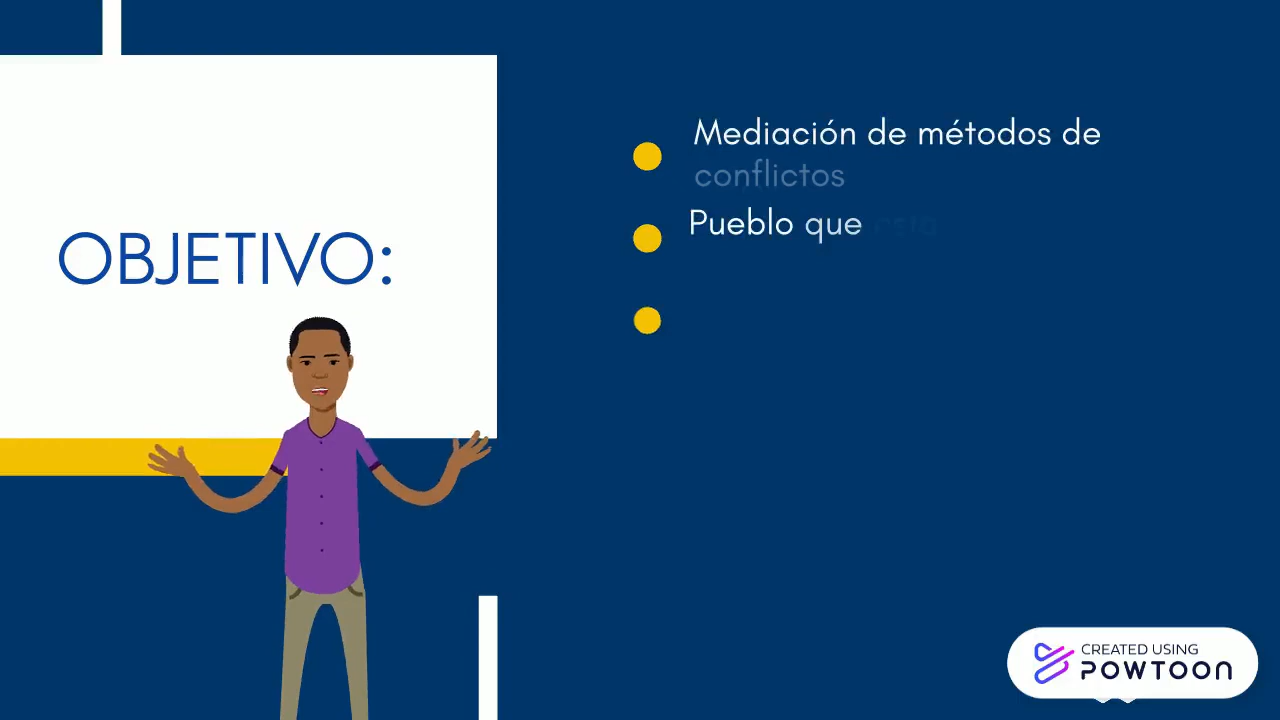 OBJETIVO:
Mediación de métodos de
conflictos
Pueblo que
CREATED USING
POWTOON